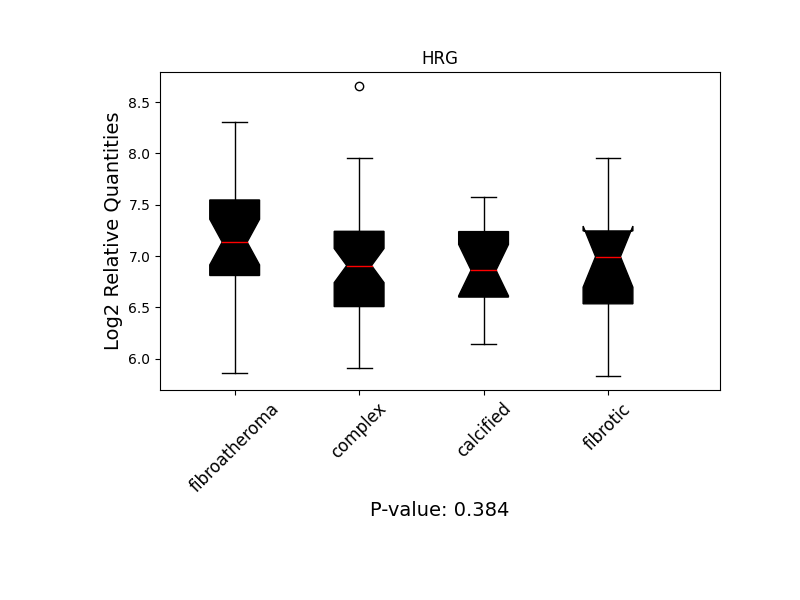 HRG
Log2 Relative Quantities
8.5
8.0
7.5
7.0
6.5
6.0
fibroatheroma
complex
calcified
fibrotic
P-value: 0.384